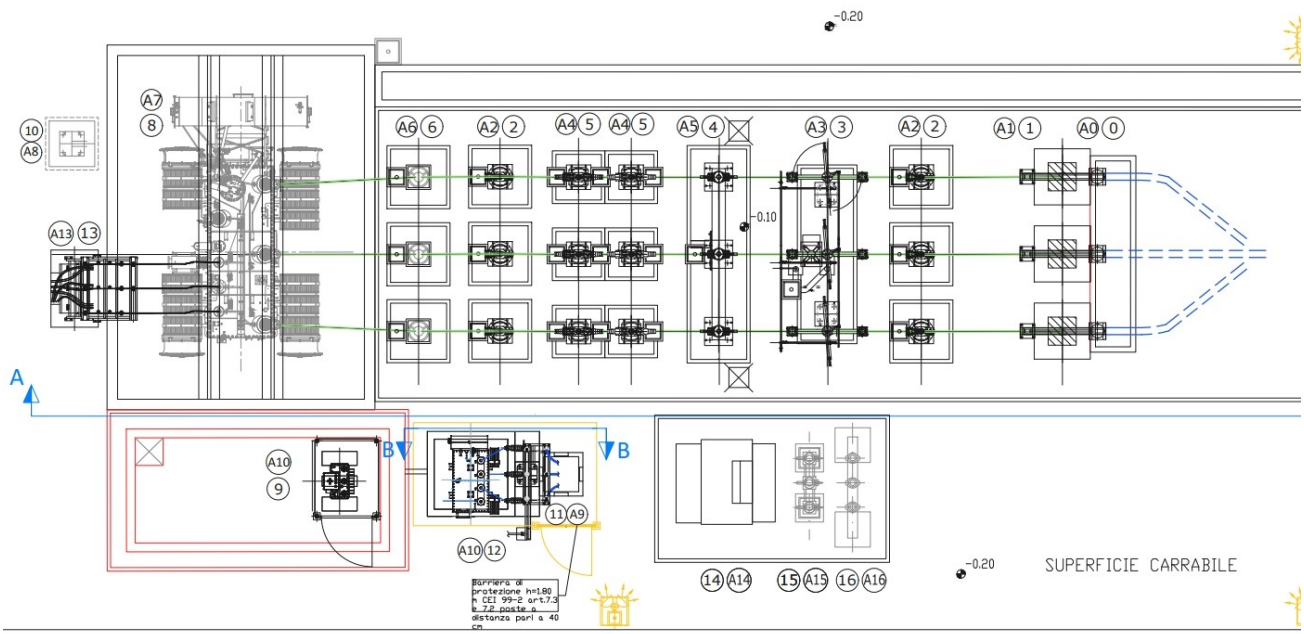 -0.20
A7
8
10
A8
A6 6
A2 2
A4 5
A4 5
A5 4
A3 3
A2 2
A1 1
A0 0
A13 13
-0.10
A
A10
9
B
B
11 A9
A10 12
14 A14
15 A15
16 A16
-0.20
SUPERFICIE CARRABILE
Barriera di
protezione h=1.80
m CEI 99-2 art.7.3
e 7.2 poste a
distanza pari a 40
cm